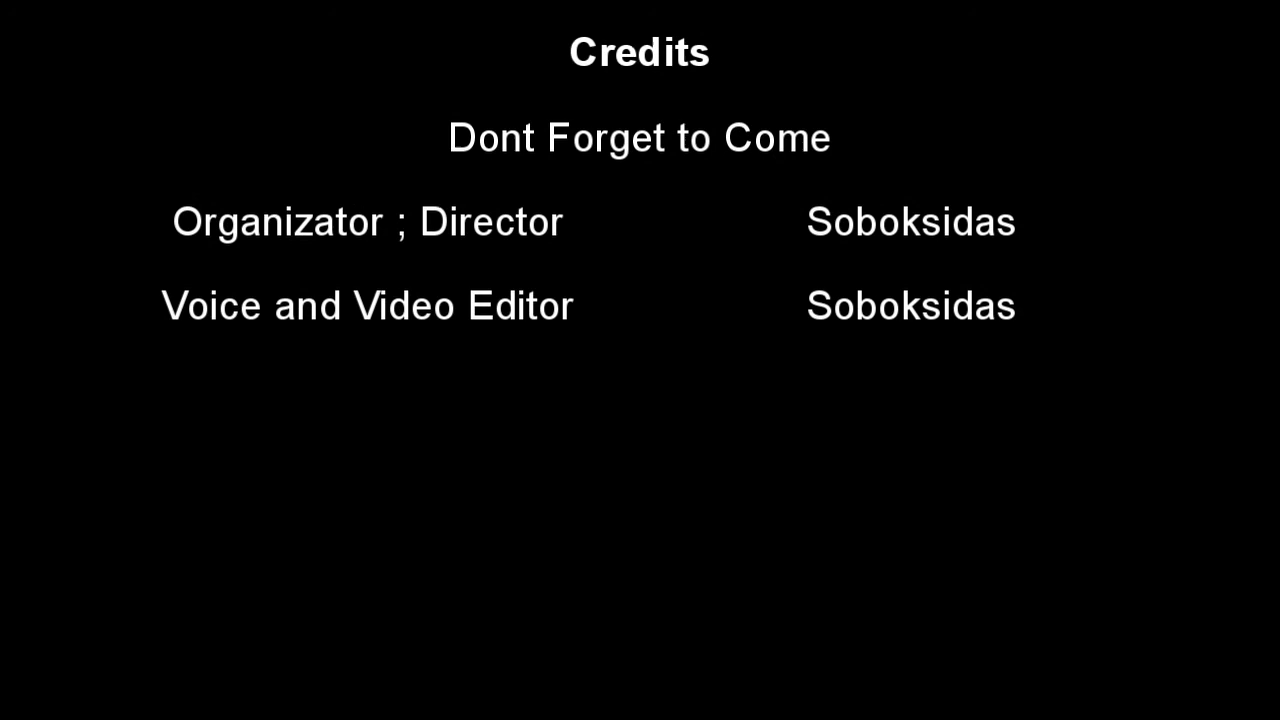 Credits
Dont Forget to Come
Organizator ; Director Soboksidas
Voice and Video Editor Soboksidas